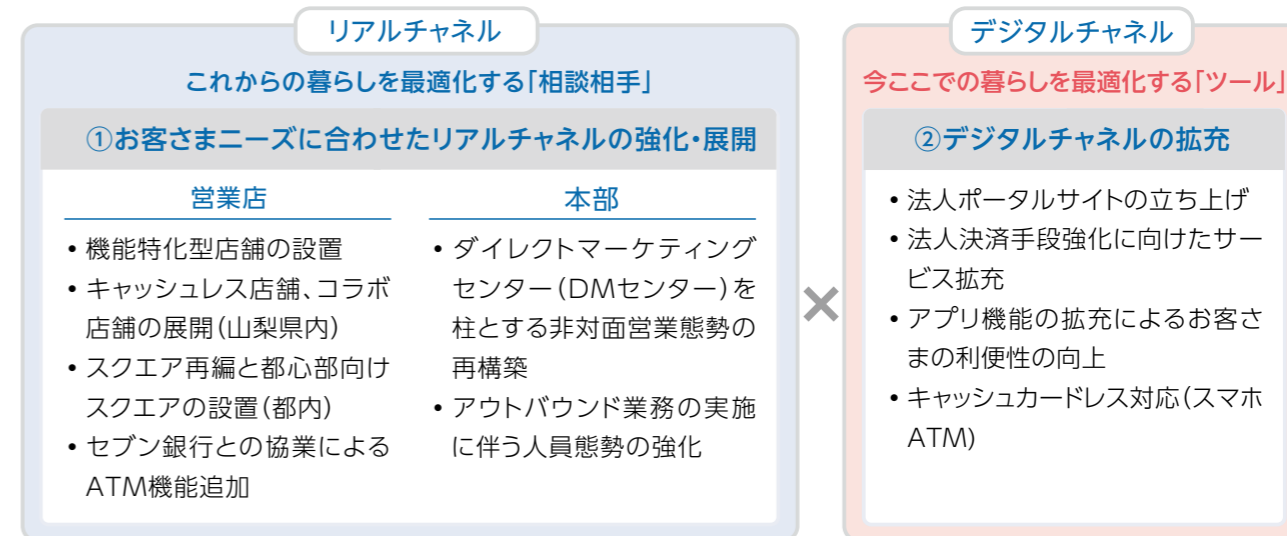 リアルチャネル
これからの暮らしを最適化する「相談相手」
①お客さまニーズに合わせたリアルチャネルの強化・展開
営業店
• 機能特化型店舗の設置
• キャッシュレス店舗、コラボ
店舗の展開(山梨県内)
• スクエア再編と都心部向け
スクエアの設置(都内)
• セブン銀行との協業による
ATM機能追加
本部
• ダイレクトマーケティング
センター(DMセンター)を
柱とする非対面営業態勢の
再構築
• アウトバウンド業務の実施
に伴う人員態勢の強化
×
デジタルチャネル
今ここでの暮らしを最適化する「ツール」
②デジタルチャネルの拡充
• 法人ポータルサイトの立ち上げ
• 法人決済手段強化に向けたサー
ビス拡充
• アプリ機能の拡充によるお客さ
まの利便性の向上
• キャッシュカードレス対応(スマホ
ATM)